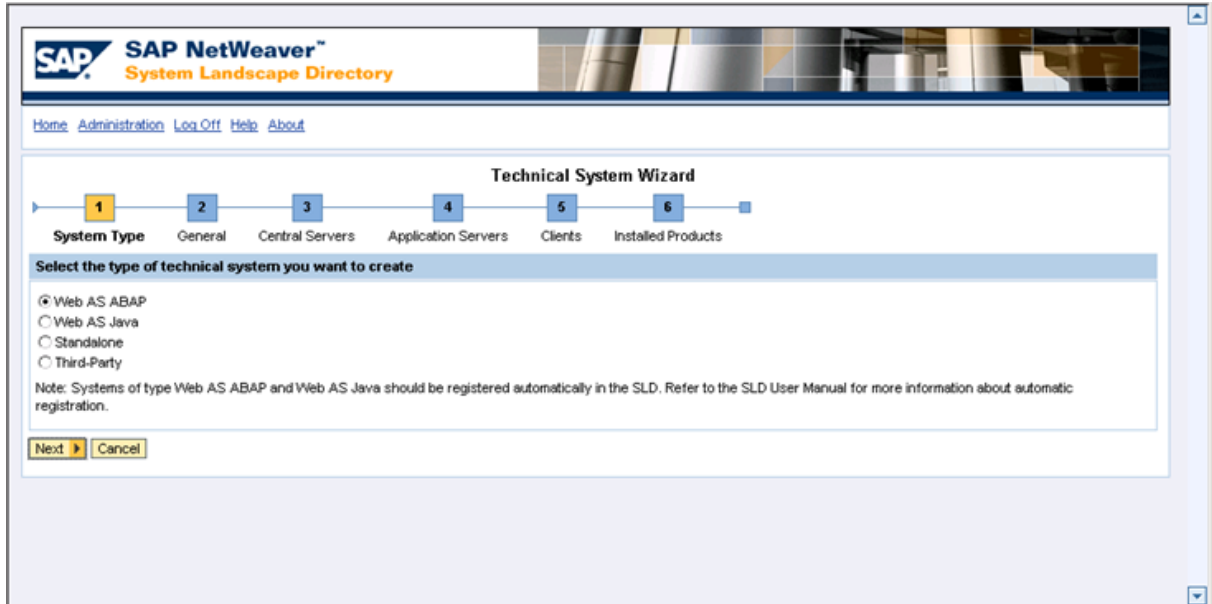 SAP
SAP NetWeaver™
System Landscape Directory
Home Administration Log Off Help About
Technical System Wizard
1 2 3 4 5 6
System Type General Central Servers Application Servers Clients Installed Products
Select the type of technical system you want to create
Web AS ABAP
Web AS Java
Standalone
Third-Party
Note: Systems of type Web AS ABAP and Web AS Java should be registered automatically in the SLD. Refer to the SLD User Manual for more information about automatic
registration.
Next Cancel